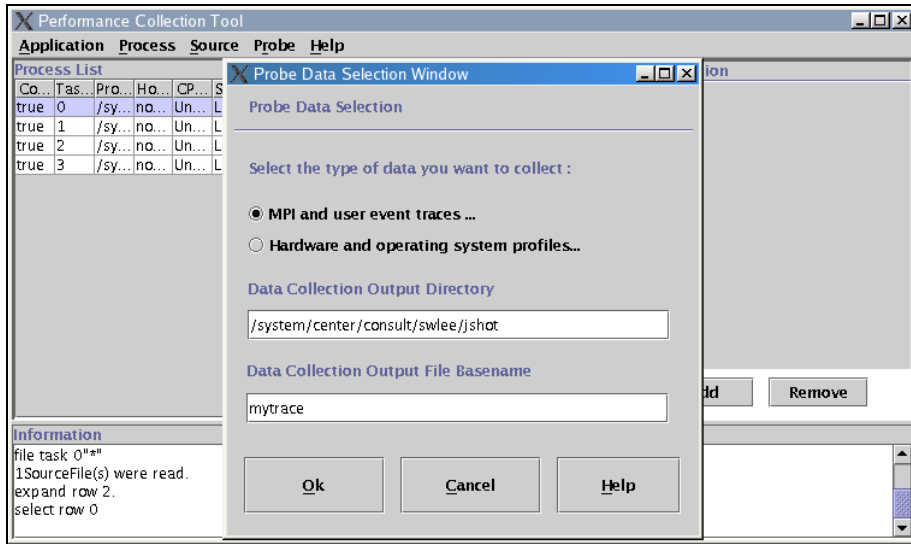 Performance Collection Tool
Application Process Source Probe Help
Process List
Co... Tas... Pro... Ho... CP... S
true 0 /sy... no... Un... L
true 1 /sy... no... Un... L
true 2 /sy... no... Un... L
true 3 /sy... no... Un... L
ion
Probe Data Selection Window
Probe Data Selection
Select the type of data you want to collect :
MPI and user event traces ...
Hardware and operating system profiles...
Data Collection Output Directory
/system/center/consult/swlee/jshot
Data Collection Output File Basename
mytrace
Ok Cancel Help
dd Remove
Information
file task 0"*"
1SourceFile(s) were read.
expand row 2.
select row 0